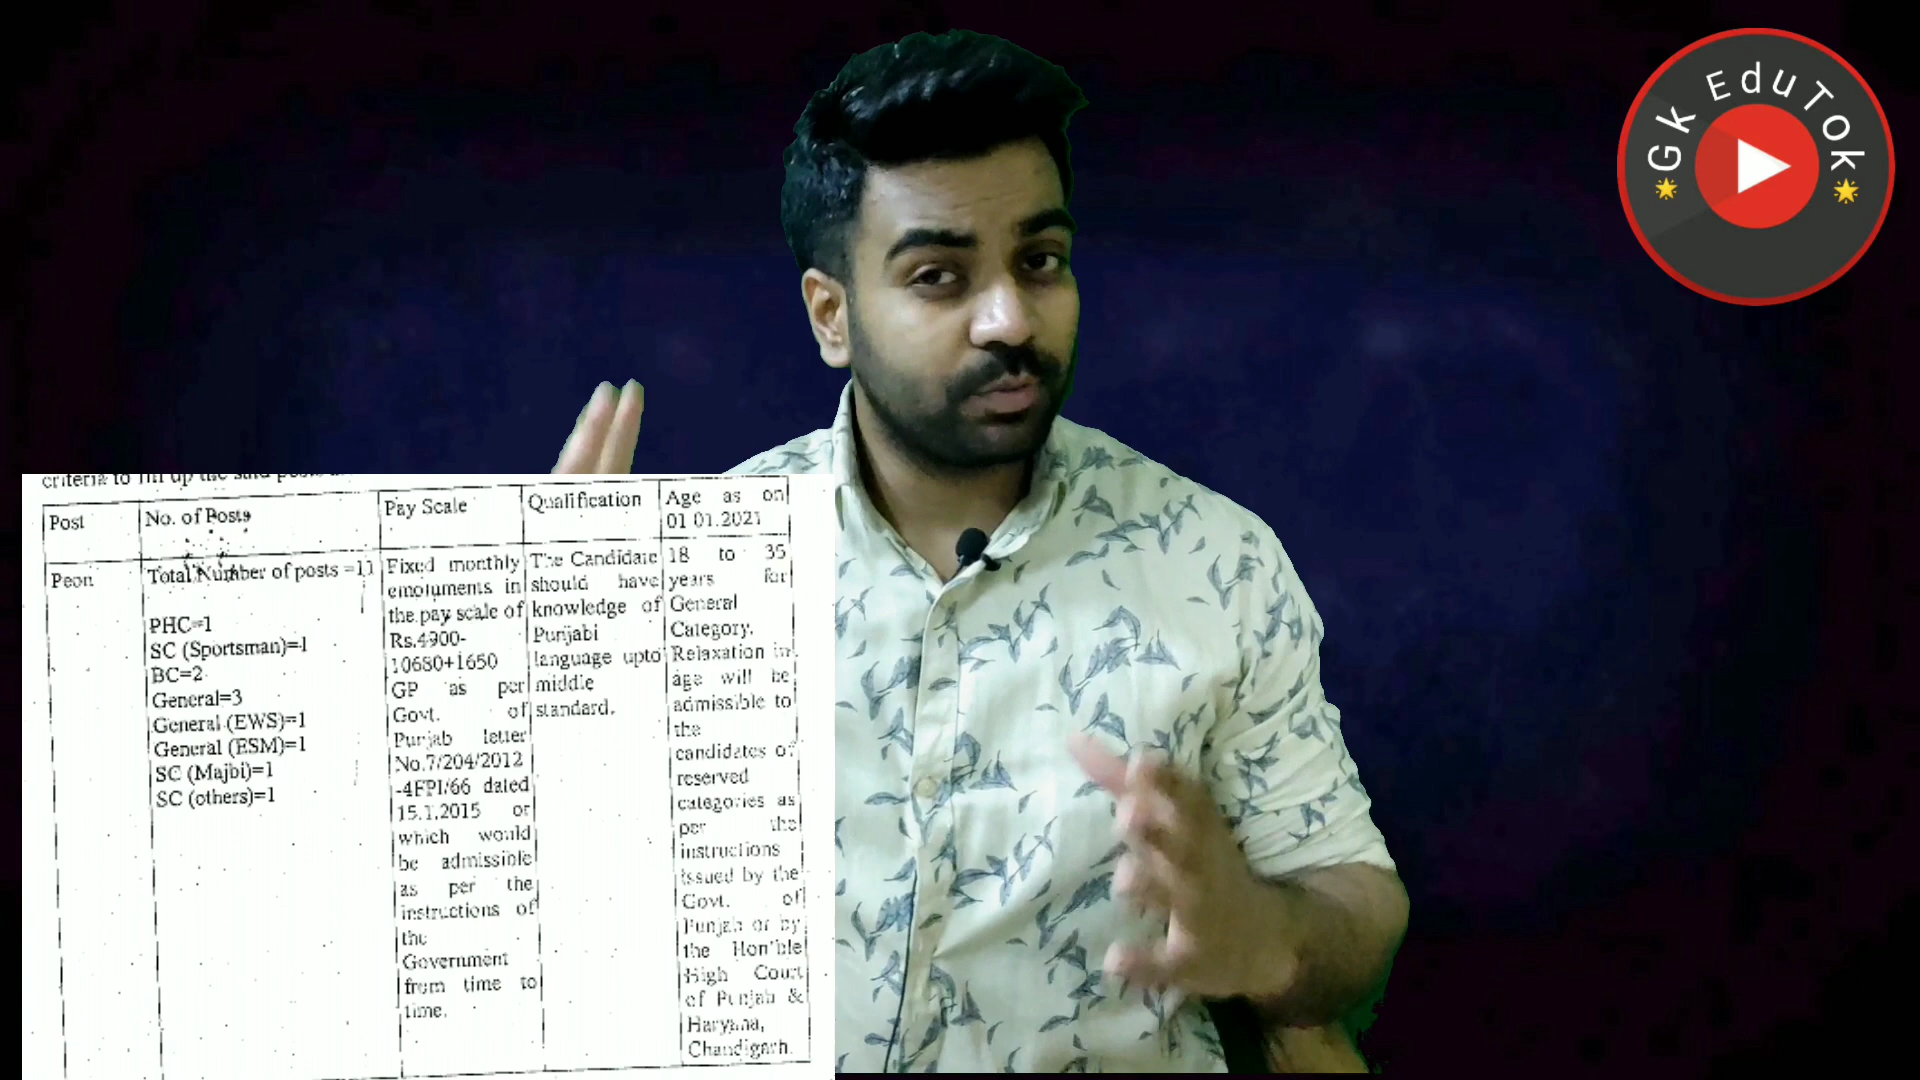 Gk EduTok
criteria to fill up the said posts
Post
No. of Posts
Pay Scale
Qualification
Age as on
01.01.2021
Peon
Total Number of posts =11
PHC=1
SC (Sportsman)=1
BC=2
General=3
General (EWS)=1
General (ESM)=1
SC (Majbi)=1
SC (others)=1
Fixed monthly
emoluments in
the pay scale of
Rs.4900-
10680+1650
GP as per
Govt. of
Punjab letter
No.7/204/2012
-4FPI/66 dated
15.1.2015 or
which would
be admissible
as per the
instructions of
the
Government
from time to
time.
The Candidate
should have
knowledge of
Punjabi
language upto
middle
standard.
18 to 35
years for
General
Category.
Relaxation in
age will be
admissible to
the
candidates of
reserved
categories as
per the
instructions
issued by the
Govt. of
Punjab or by
the Hon'ble
High Court
of Punjab &
Haryana,
Chandigarh.